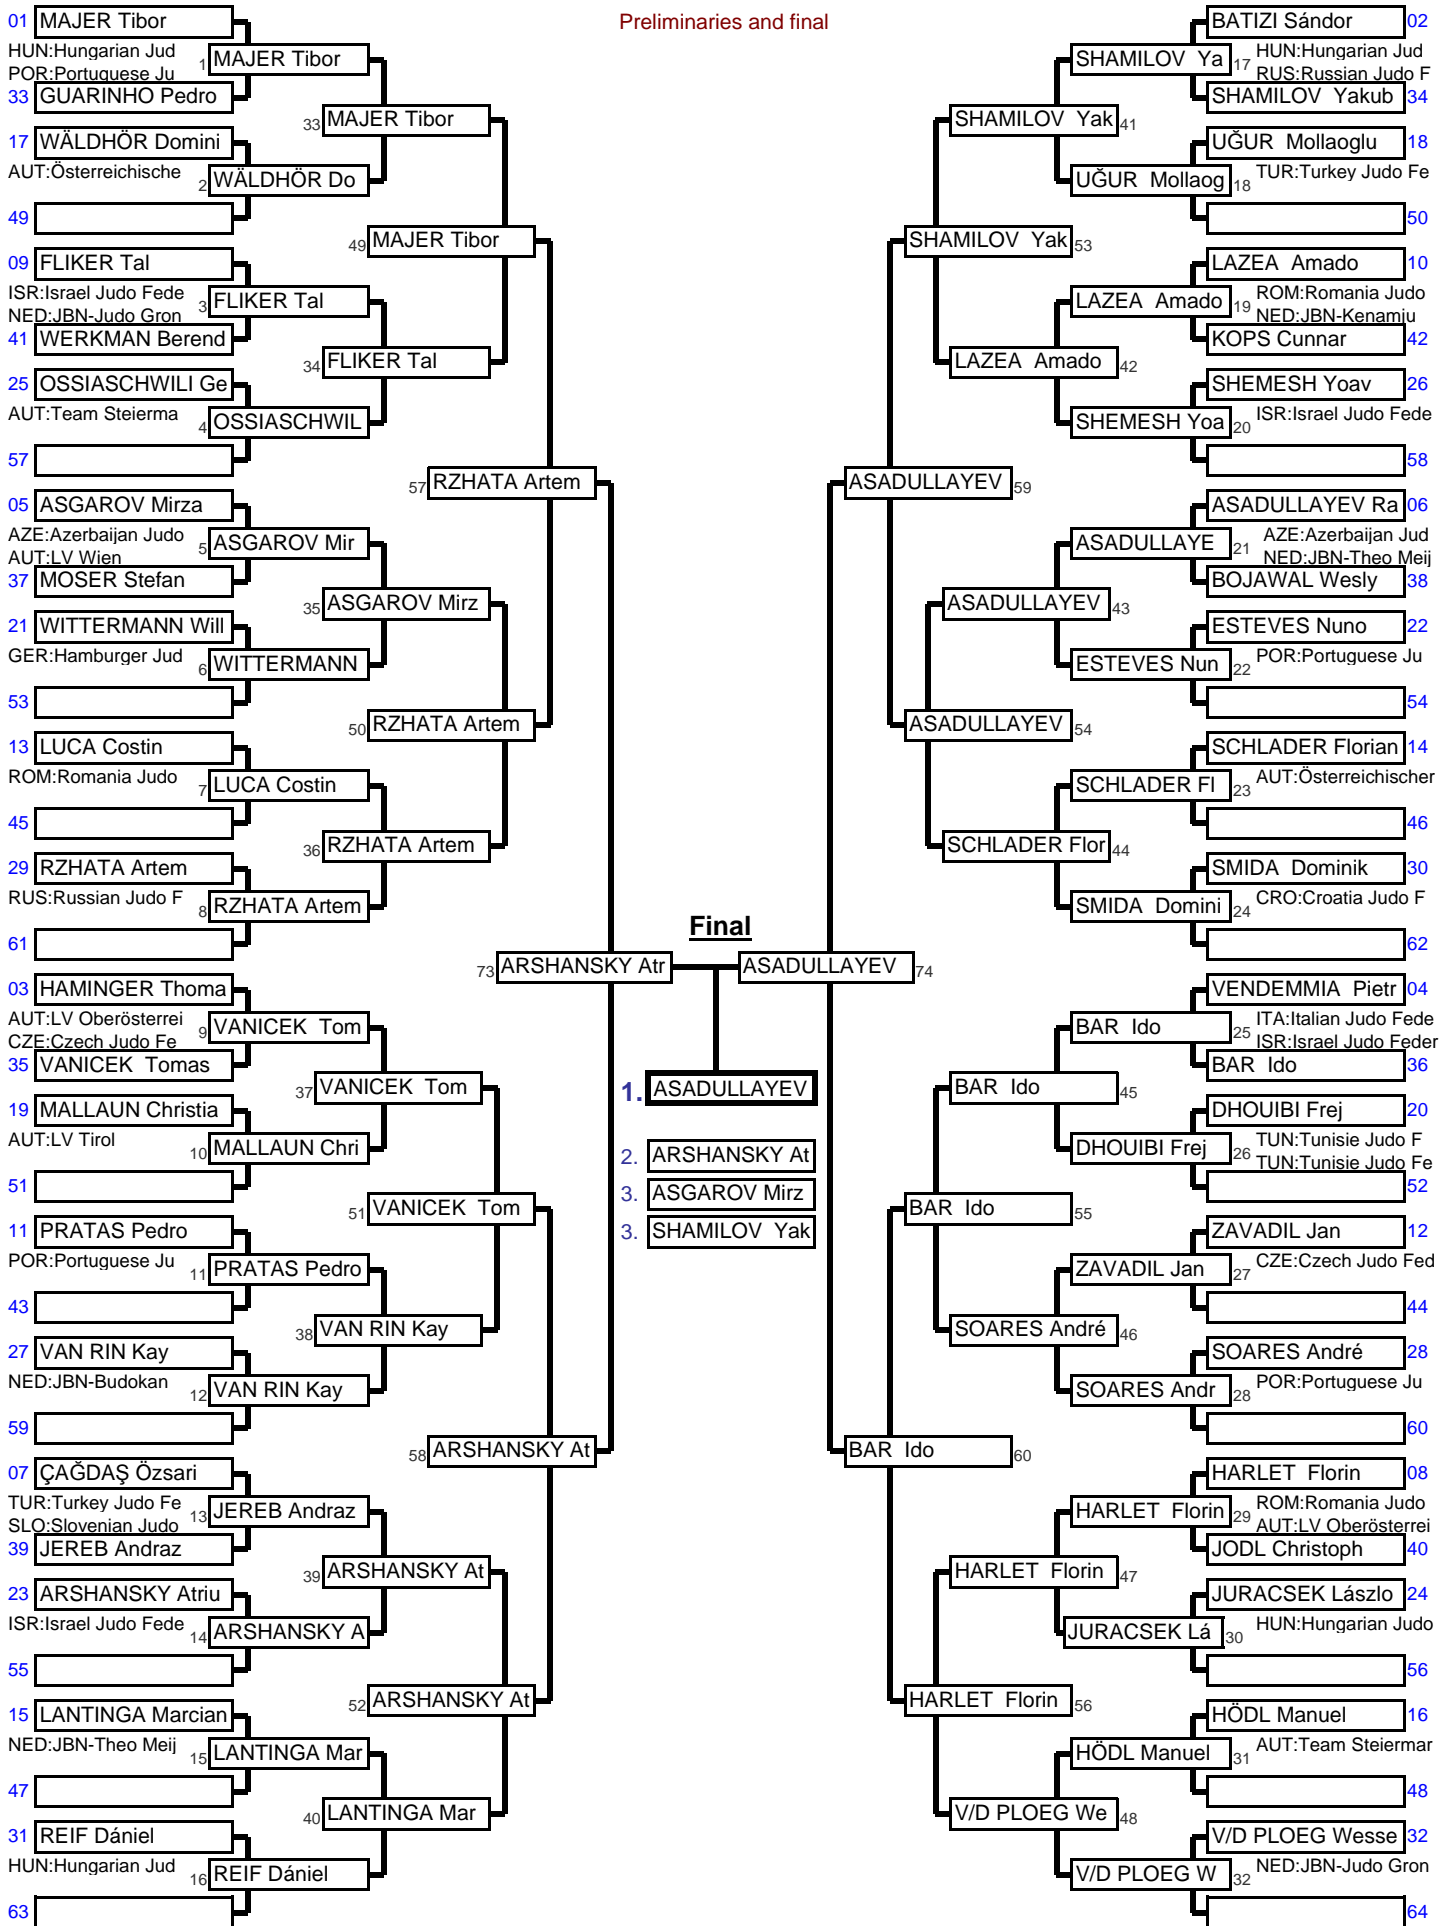 Preliminaries and final
01 MAJER Tibor
HUN:Hungarian Jud
POR:Portuguese Ju
1 MAJER Tibor
33 GUARINHO Pedro
33 MAJER Tibor
17 WÄLDHÖR Domini
AUT:Österreichische
2 WÄLDHÖR Do
49
49 MAJER Tibor
09 FLIKER Tal
ISR:Israel Judo Fede
NED:JBN-Judo Gron
3 FLIKER Tal
41 WERKMAN Berend
34 FLIKER Tal
25 OSSIASCHWILI Ge
AUT:Team Steierma
4 OSSIASCHWIL
57
57 RZHATA Artem
05 ASGAROV Mirza
AZE:Azerbaijan Judo
AUT:LV Wien
5 ASGAROV Mir
37 MOSER Stefan
35 ASGAROV Mirz
21 WITTERMANN Will
GER:Hamburger Jud
6 WITTERMANN
53
50 RZHATA Artem
13 LUCA Costin
ROM:Romania Judo
7 LUCA Costin
45
36 RZHATA Artem
29 RZHATA Artem
RUS:Russian Judo F
8 RZHATA Artem
61
73 ARSHANSKY Atr
03 HAMINGER Thoma
AUT:LV Oberösterrei
CZE:Czech Judo Fe
9 VANICEK Tom
35 VANICEK Tomas
37 VANICEK Tom
19 MALLAUN Christia
AUT:LV Tirol
10 MALLAUN Chri
51
51 VANICEK Tom
11 PRATAS Pedro
POR:Portuguese Ju
11 PRATAS Pedro
43
38 VAN RIN Kay
27 VAN RIN Kay
NED:JBN-Budokan
12 VAN RIN Kay
59
58 ARSHANSKY At
07 ÇAĞDAŞ Özsari
TUR:Turkey Judo Fe
SLO:Slovenian Judo
13 JEREB Andraz
39 JEREB Andraz
39 ARSHANSKY At
23 ARSHANSKY Atriu
ISR:Israel Judo Fede
14 ARSHANSKY A
55
52 ARSHANSKY At
15 LANTINGA Marcian
NED:JBN-Theo Meij
15 LANTINGA Mar
47
40 LANTINGA Mar
31 REIF Dániel
HUN:Hungarian Jud
16 REIF Dániel
63
Final
1. ASADULLAYEV
2. ARSHANSKY At
3. ASGAROV Mirz
3. SHAMILOV Yak
BATIZI Sándor 02
HUN:Hungarian Jud
RUS:Russian Judo F
SHAMILOV Ya 17
SHAMILOV Yakub 34
SHAMILOV Yak 41
UĞUR Mollaoglu 18
TUR:Turkey Judo Fe
UĞUR Mollaog 18
50
SHAMILOV Yak 53
LAZEA Amado 10
ROM:Romania Judo
NED:JBN-Kenamju
LAZEA Amado 19
KOPS Cunnar 42
LAZEA Amado 42
SHEMESH Yoav 26
ISR:Israel Judo Fede
SHEMESH Yoa 20
58
ASADULLAYEV 59
ASADULLAYEV Ra 06
AZE:Azerbaijan Jud
NED:JBN-Theo Meij
ASADULLAYE 21
BOJAWAL Wesly 38
ASADULLAYEV 43
ESTEVES Nuno 22
POR:Portuguese Ju
ESTEVES Nun 22
54
ASADULLAYEV 54
SCHLADER Florian 14
AUT:Österreichischer
SCHLADER Fl 23
46
SCHLADER Flor 44
SMIDA Dominik 30
CRO:Croatia Judo F
SMIDA Domini 24
62
ASADULLAYEV 74
VENDEMMIA Pietr 04
ITA:Italian Judo Fede
ISR:Israel Judo Feder
BAR Ido 25
BAR Ido 36
BAR Ido 45
DHOUIBI Frej 20
TUN:Tunisie Judo F
TUN:Tunisie Judo Fe
DHOUIBI Frej 26
52
BAR Ido 55
ZAVADIL Jan 12
CZE:Czech Judo Fed
ZAVADIL Jan 27
44
SOARES André 46
SOARES André 28
POR:Portuguese Ju
SOARES Andr 28
60
BAR Ido 60
HARLET Florin 08
ROM:Romania Judo
AUT:LV Oberösterrei
HARLET Florin 29
JODL Christoph 40
HARLET Florin 47
JURACSEK Lászlo 24
HUN:Hungarian Judo
JURACSEK Lá 30
56
HARLET Florin 56
HÖDL Manuel 16
AUT:Team Steiermar
HÖDL Manuel 31
48
V/D PLOEG We 48
V/D PLOEG Wesse 32
NED:JBN-Judo Gron
V/D PLOEG W 32
64